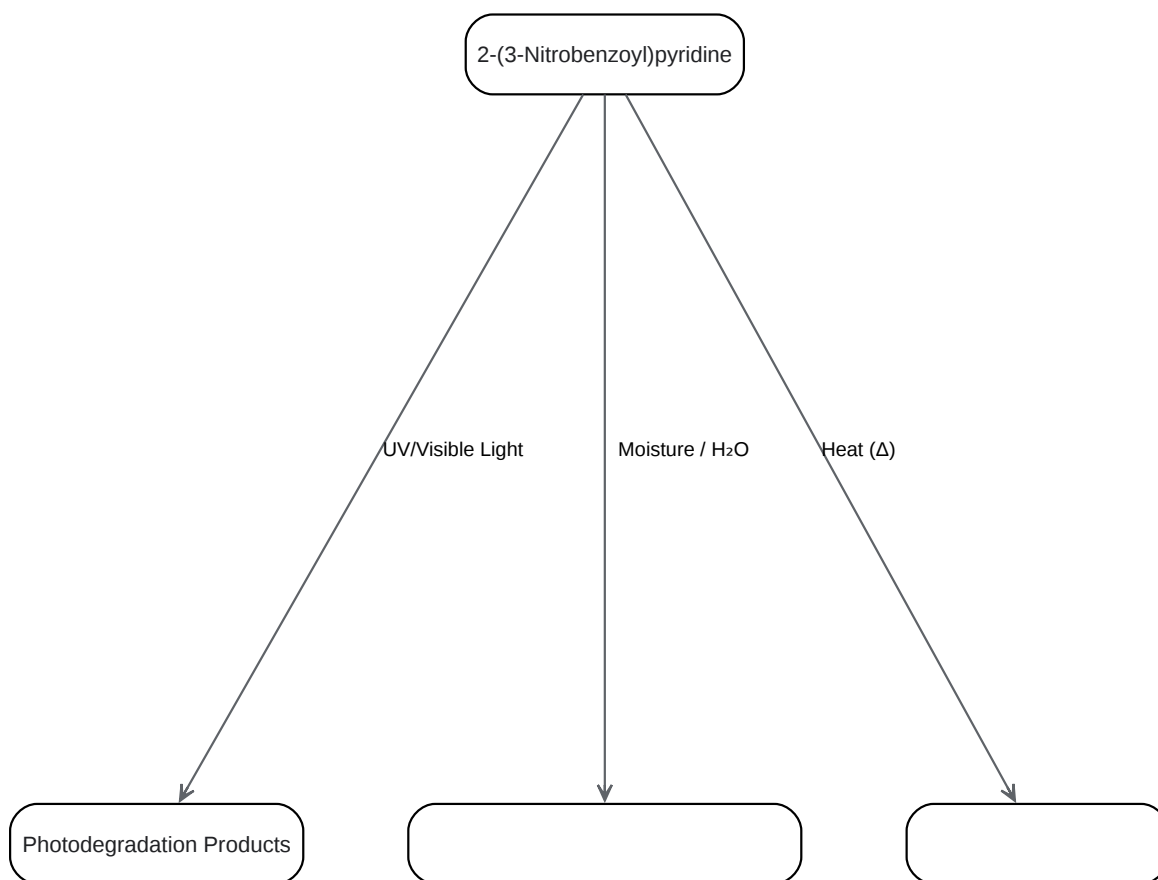 2-(3-Nitrobenzoyl)pyridine
UV/Visible Light
Moisture / H₂O
Heat (Δ)
Photodegradation Products